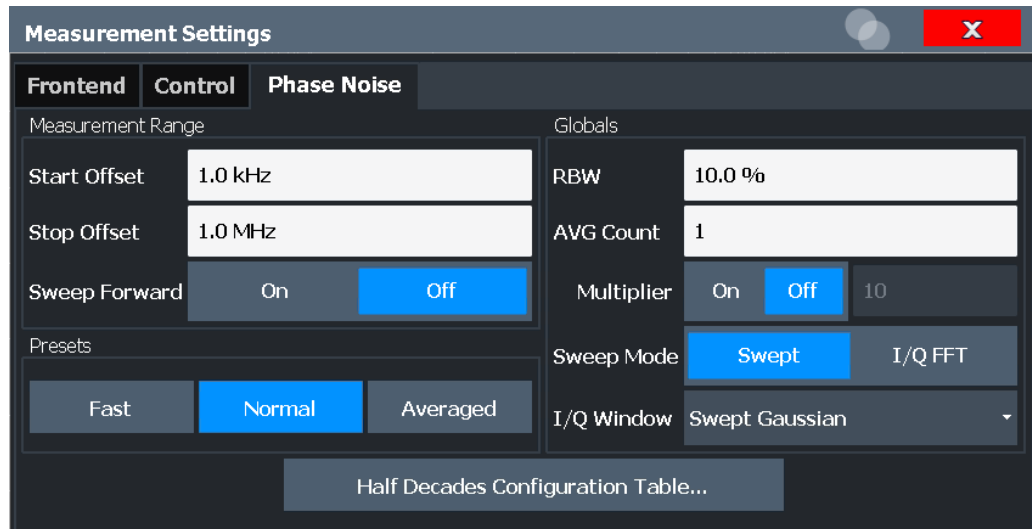 Measurement Settings X
Frontend Control Phase Noise
Measurement Range
Start Offset 1.0 kHz
Stop Offset 1.0 MHz
Sweep Forward On Off
Presets
Fast Normal Averaged
Globals
RBW 10.0 %
AVG Count 1
Multiplier On Off 10
Sweep Mode Swept I/Q FFT
I/Q Window Swept Gaussian
Half Decades Configuration Table...